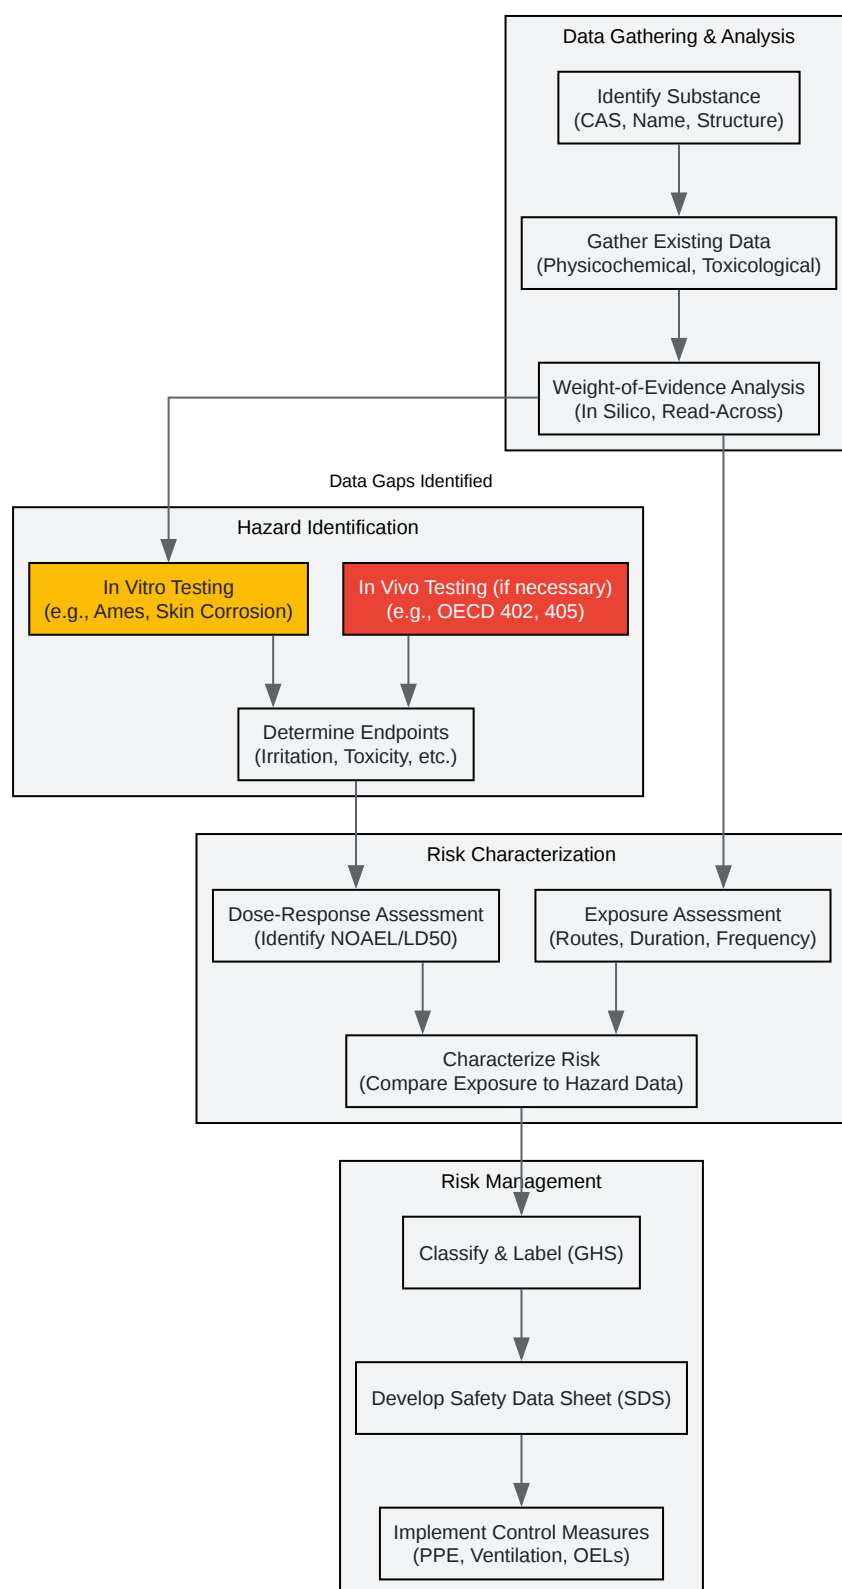 Data Gathering & Analysis
Identify Substance
(CAS, Name, Structure)
Gather Existing Data
(Physicochemical, Toxicological)
Weight-of-Evidence Analysis
(In Silico, Read-Across)
Data Gaps Identified
Hazard Identification
In Vitro Testing
(e.g., Ames, Skin Corrosion)
In Vivo Testing (if necessary)
(e.g., OECD 402, 405)
Determine Endpoints
(Irritation, Toxicity, etc.)
Risk Characterization
Dose-Response Assessment
(Identify NOAEL/LD50)
Exposure Assessment
(Routes, Duration, Frequency)
Characterize Risk
(Compare Exposure to Hazard Data)
Risk Management
Classify & Label (GHS)
Develop Safety Data Sheet (SDS)
Implement Control Measures
(PPE, Ventilation, OELs)